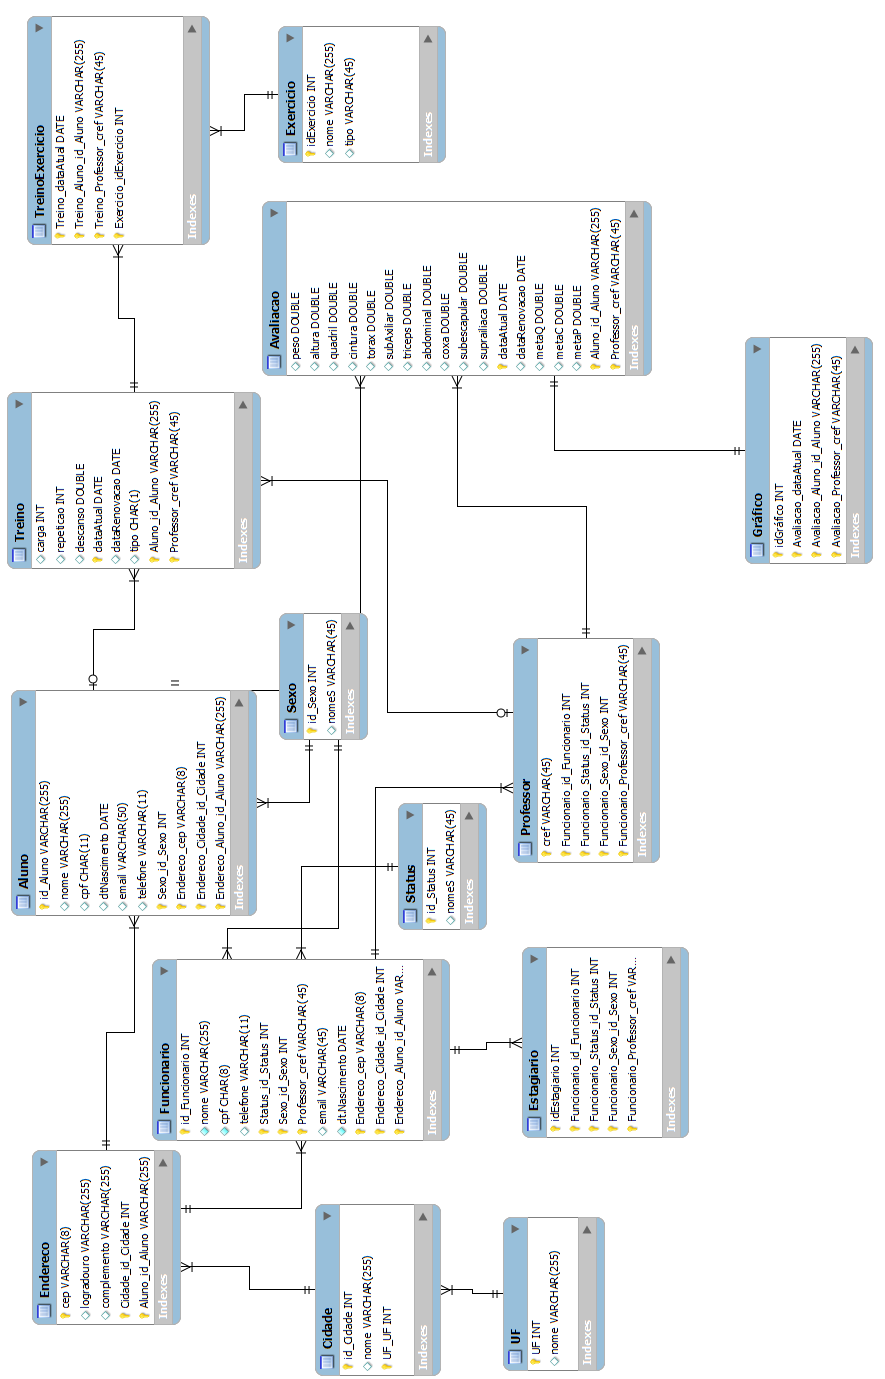 TreinoExercicio
Treino_dataAtual DATE
Treino_Aluno_id_Aluno VARCHAR(255)
Treino_Professor_cref VARCHAR(45)
Exercicio_idExercicio INT
Indexes
Exercicio
idExercicio INT
nome VARCHAR(255)
tipo VARCHAR(45)
Indexes
Treino
carga INT
repeticao INT
descanso DOUBLE
dataAtual DATE
dataRenovacao DATE
tipo CHAR(1)
Aluno_id_Aluno VARCHAR(255)
Professor_cref VARCHAR(45)
Indexes
Avaliacao
peso DOUBLE
altura DOUBLE
quadril DOUBLE
cintura DOUBLE
torax DOUBLE
subAxiliar DOUBLE
triceps DOUBLE
abdominal DOUBLE
coxa DOUBLE
subescapular DOUBLE
suprailiaca DOUBLE
dataAtual DATE
dataRenovacao DATE
metaQ DOUBLE
metaC DOUBLE
metaP DOUBLE
Aluno_id_Aluno VARCHAR(255)
Professor_cref VARCHAR(45)
Indexes
Gráfico
idGráfico INT
Avaliacao_dataAtual DATE
Avaliacao_Aluno_id_Aluno VARCHAR(255)
Avaliacao_Professor_cref VARCHAR(45)
Indexes
Aluno
id_Aluno VARCHAR(255)
nome VARCHAR(255)
cpf CHAR(11)
dtNascimento DATE
email VARCHAR(50)
telefone VARCHAR(11)
Sexo_id_Sexo INT
Endereco_cep VARCHAR(8)
Endereco_Cidade_id_Cidade INT
Endereco_Aluno_id_Aluno VARCHAR(255)
Indexes
Sexo
id_Sexo INT
nomeS VARCHAR(45)
Indexes
Status
id_Status INT
nomeS VARCHAR(45)
Indexes
Professor
cref VARCHAR(45)
Funcionario_id_Funcionario INT
Funcionario_Status_id_Status INT
Funcionario_Sexo_id_Sexo INT
Funcionario_Professor_cref VARCHAR(45)
Indexes
Funcionario
id_Funcionario INT
nome VARCHAR(255)
cpf CHAR(8)
telefone VARCHAR(11)
Status_id_Status INT
Sexo_id_Sexo INT
Professor_cref VARCHAR(45)
email VARCHAR(45)
dt.Nascimento DATE
Endereco_cep VARCHAR(8)
Endereco_Cidade_id_Cidade INT
Endereco_Aluno_id_Aluno VAR...
Indexes
Estagiario
idEstagiario INT
Funcionario_id_Funcionario INT
Funcionario_Status_id_Status INT
Funcionario_Sexo_id_Sexo INT
Funcionario_Professor_cref VAR...
Indexes
Endereco
cep VARCHAR(8)
logradouro VARCHAR(255)
complemento VARCHAR(255)
Cidade_id_Cidade INT
Aluno_id_Aluno VARCHAR(255)
Indexes
Cidade
id_Cidade INT
nome VARCHAR(255)
UF_UF INT
Indexes
UF
UF INT
nome VARCHAR(255)
Indexes